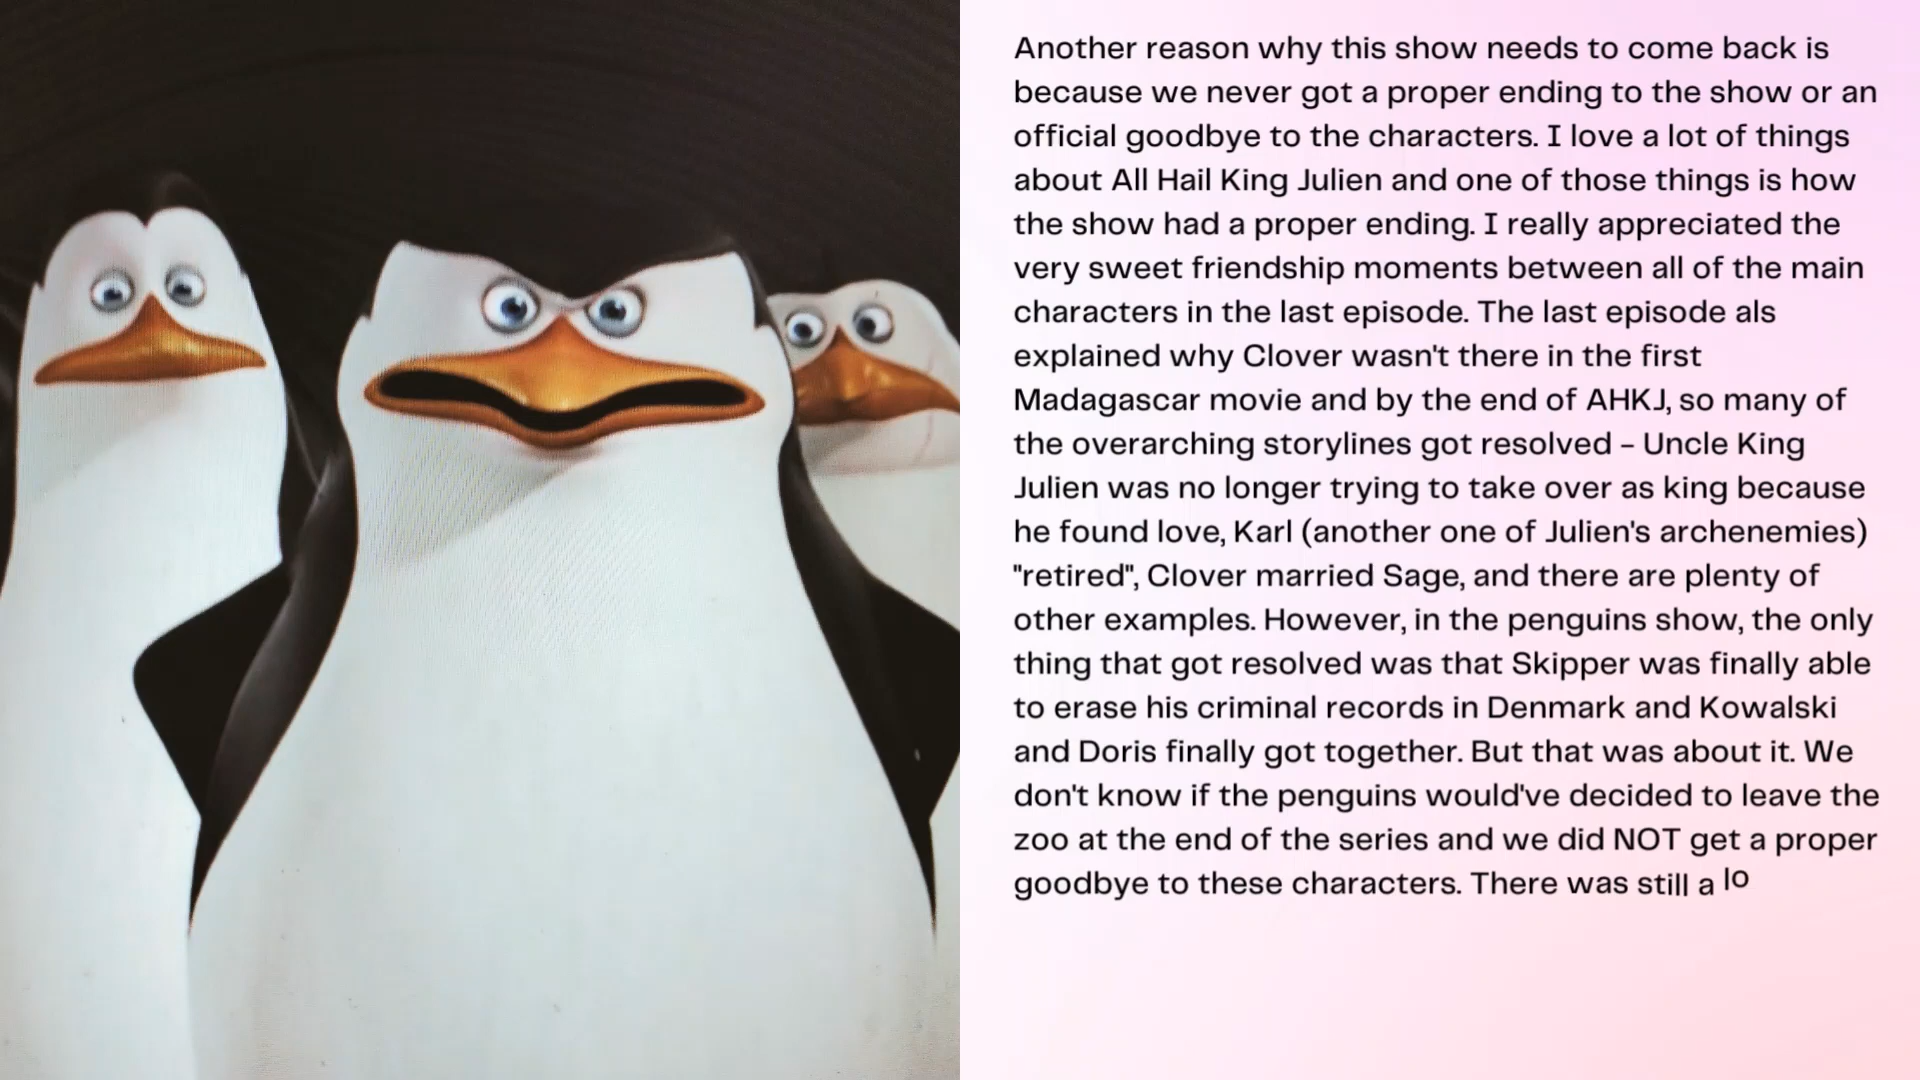 Another reason why this show needs to come back is
because we never got a proper ending to the show or an
official goodbye to the characters. I love a lot of things
about All Hail King Julien and one of those things is how
the show had a proper ending. I really appreciated the
very sweet friendship moments between all of the main
characters in the last episode. The last episode als
explained why Clover wasn't there in the first
Madagascar movie and by the end of AHKJ, so many of
the overarching storylines got resolved - Uncle King
Julien was no longer trying to take over as king because
he found love, Karl (another one of Julien's archenemies)
"retired", Clover married Sage, and there are plenty of
other examples. However, in the penguins show, the only
thing that got resolved was that Skipper was finally able
to erase his criminal records in Denmark and Kowalski
and Doris finally got together. But that was about it. We
don't know if the penguins would've decided to leave the
zoo at the end of the series and we did NOT get a proper
goodbye to these characters. There was still a lo